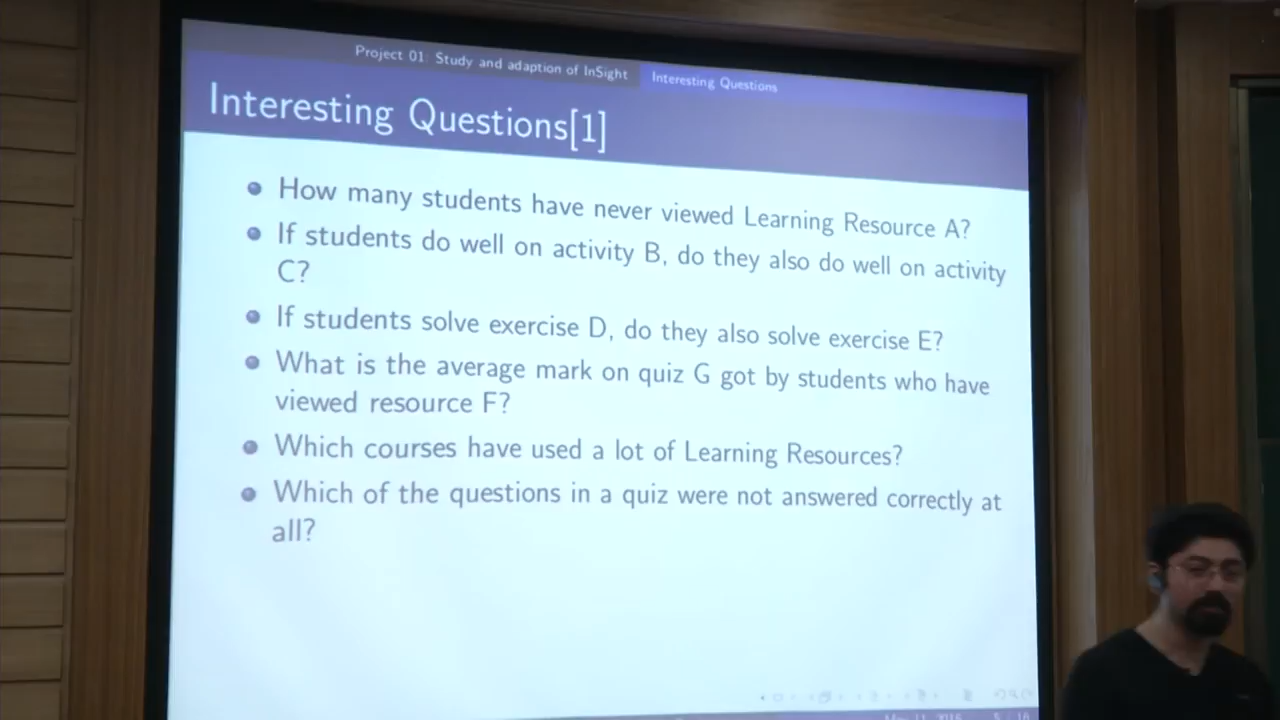 Project 01: Study and adaption of InSight
Interesting Questions
Interesting Questions[1]
How many students have never viewed Learning Resource A?
If students do well on activity B, do they also do well on activity
C?
If students solve exercise D, do they also solve exercise E?
What is the average mark on quiz G got by students who have
viewed resource F?
Which courses have used a lot of Learning Resources?
Which of the questions in a quiz were not answered correctly at
all?